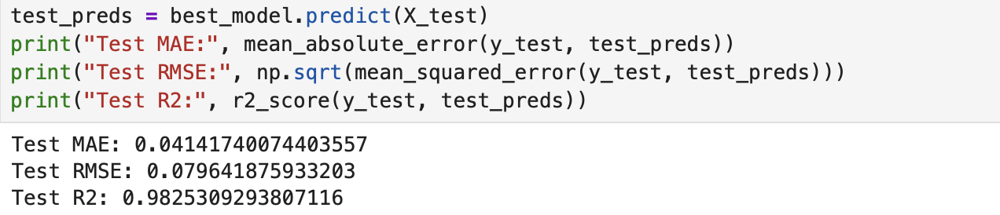 test_preds = best_model.predict(X_test)
print("Test MAE:", mean_absolute_error(y_test, test_preds))
print("Test RMSE:", np.sqrt(mean_squared_error(y_test, test_preds)))
print("Test R2:", r2_score(y_test, test_preds))
Test MAE: 0.04141740074403557
Test RMSE: 0.079641875933203
Test R2: 0.9825309293807116